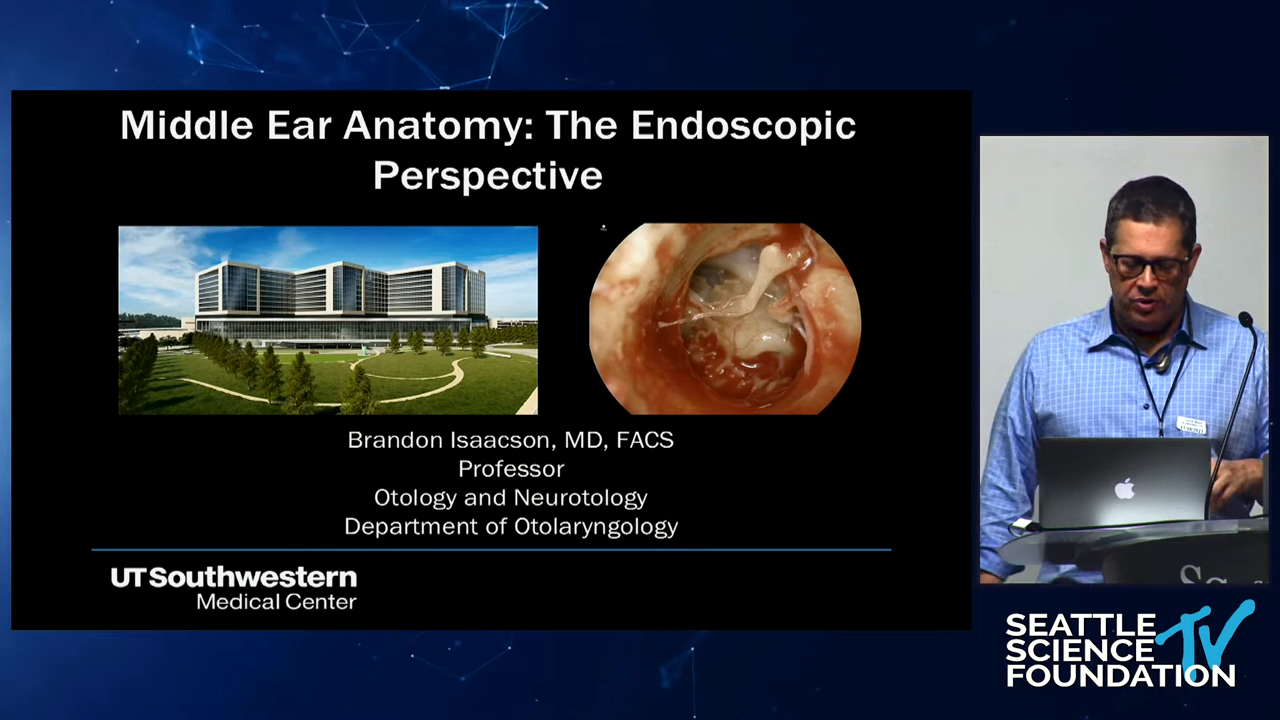 Middle Ear Anatomy: The Endoscopic
Perspective
Brandon Isaacson, MD, FACS
Professor
Otology and Neurotology
Department of Otolaryngology
UTSouthwestern
Medical Center
SEATTLE
SCIENCE
FOUNDATION
TV